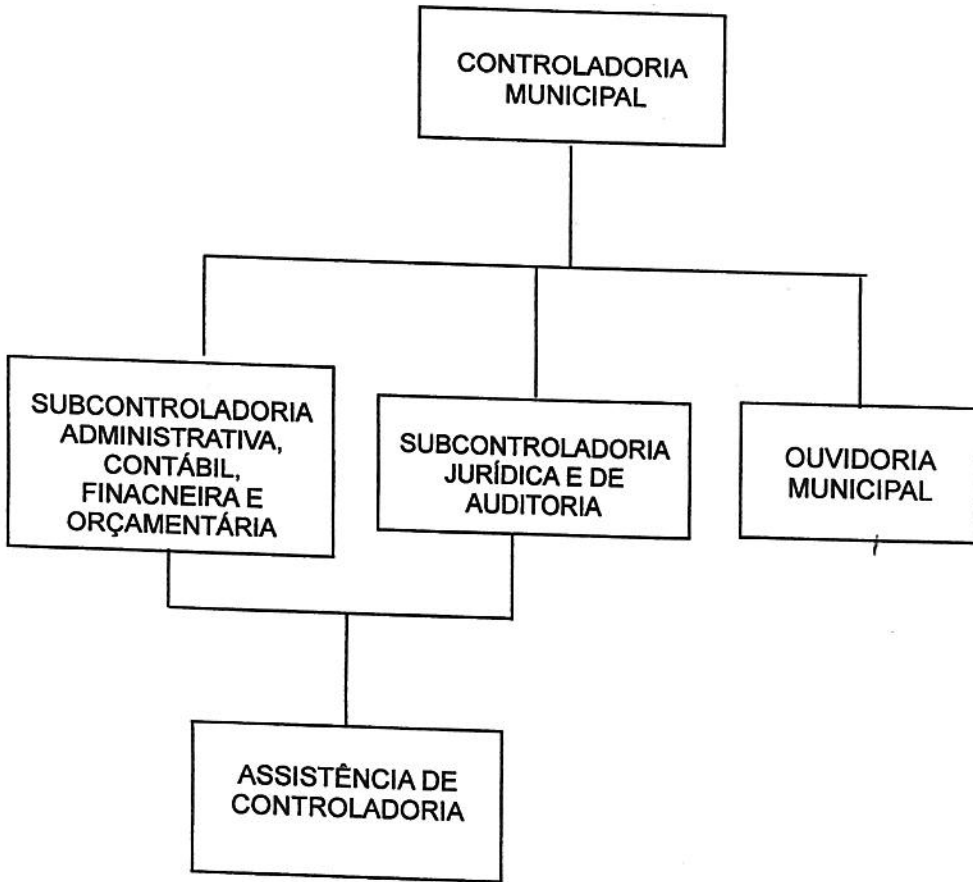 CONTROLADORIA
MUNICIPAL
SUBCONTROLADORIA
ADMINISTRATIVA,
CONTÁBIL,
FINACNEIRA E
ORÇAMENTÁRIA
SUBCONTROLADORIA
JURÍDICA E DE
AUDITORIA
OUVIDORIA
MUNICIPAL
ASSISTÊNCIA DE
CONTROLADORIA